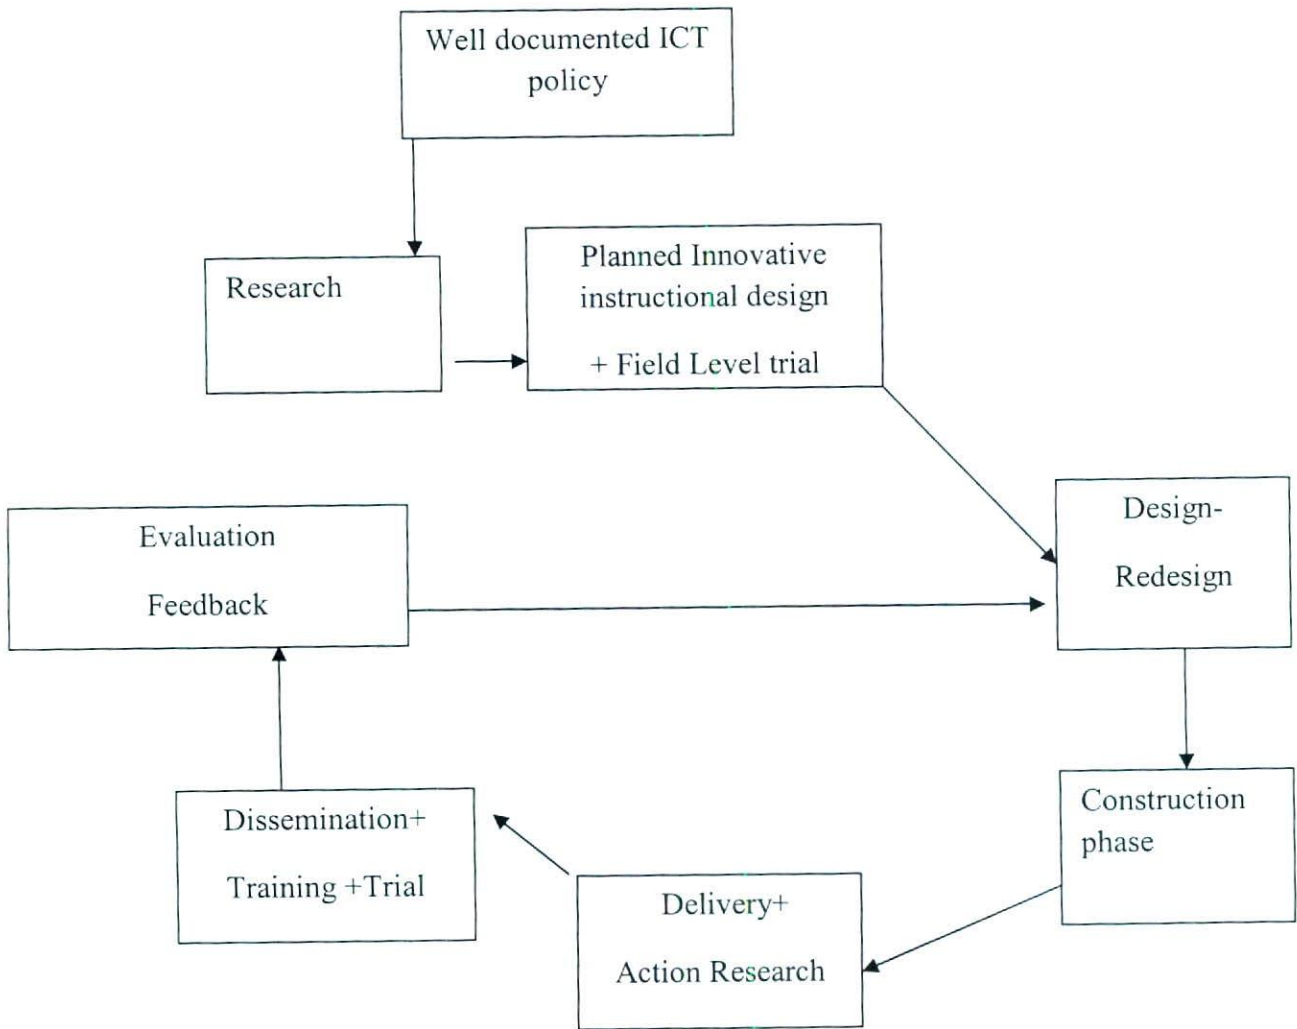 Well documented ICT
policy
Research
Planned Innovative
instructional design
+ Field Level trial
Design-
Redesign
Evaluation
Feedback
Construction
phase
Dissemination+
Training +Trial
Delivery+
Action Research